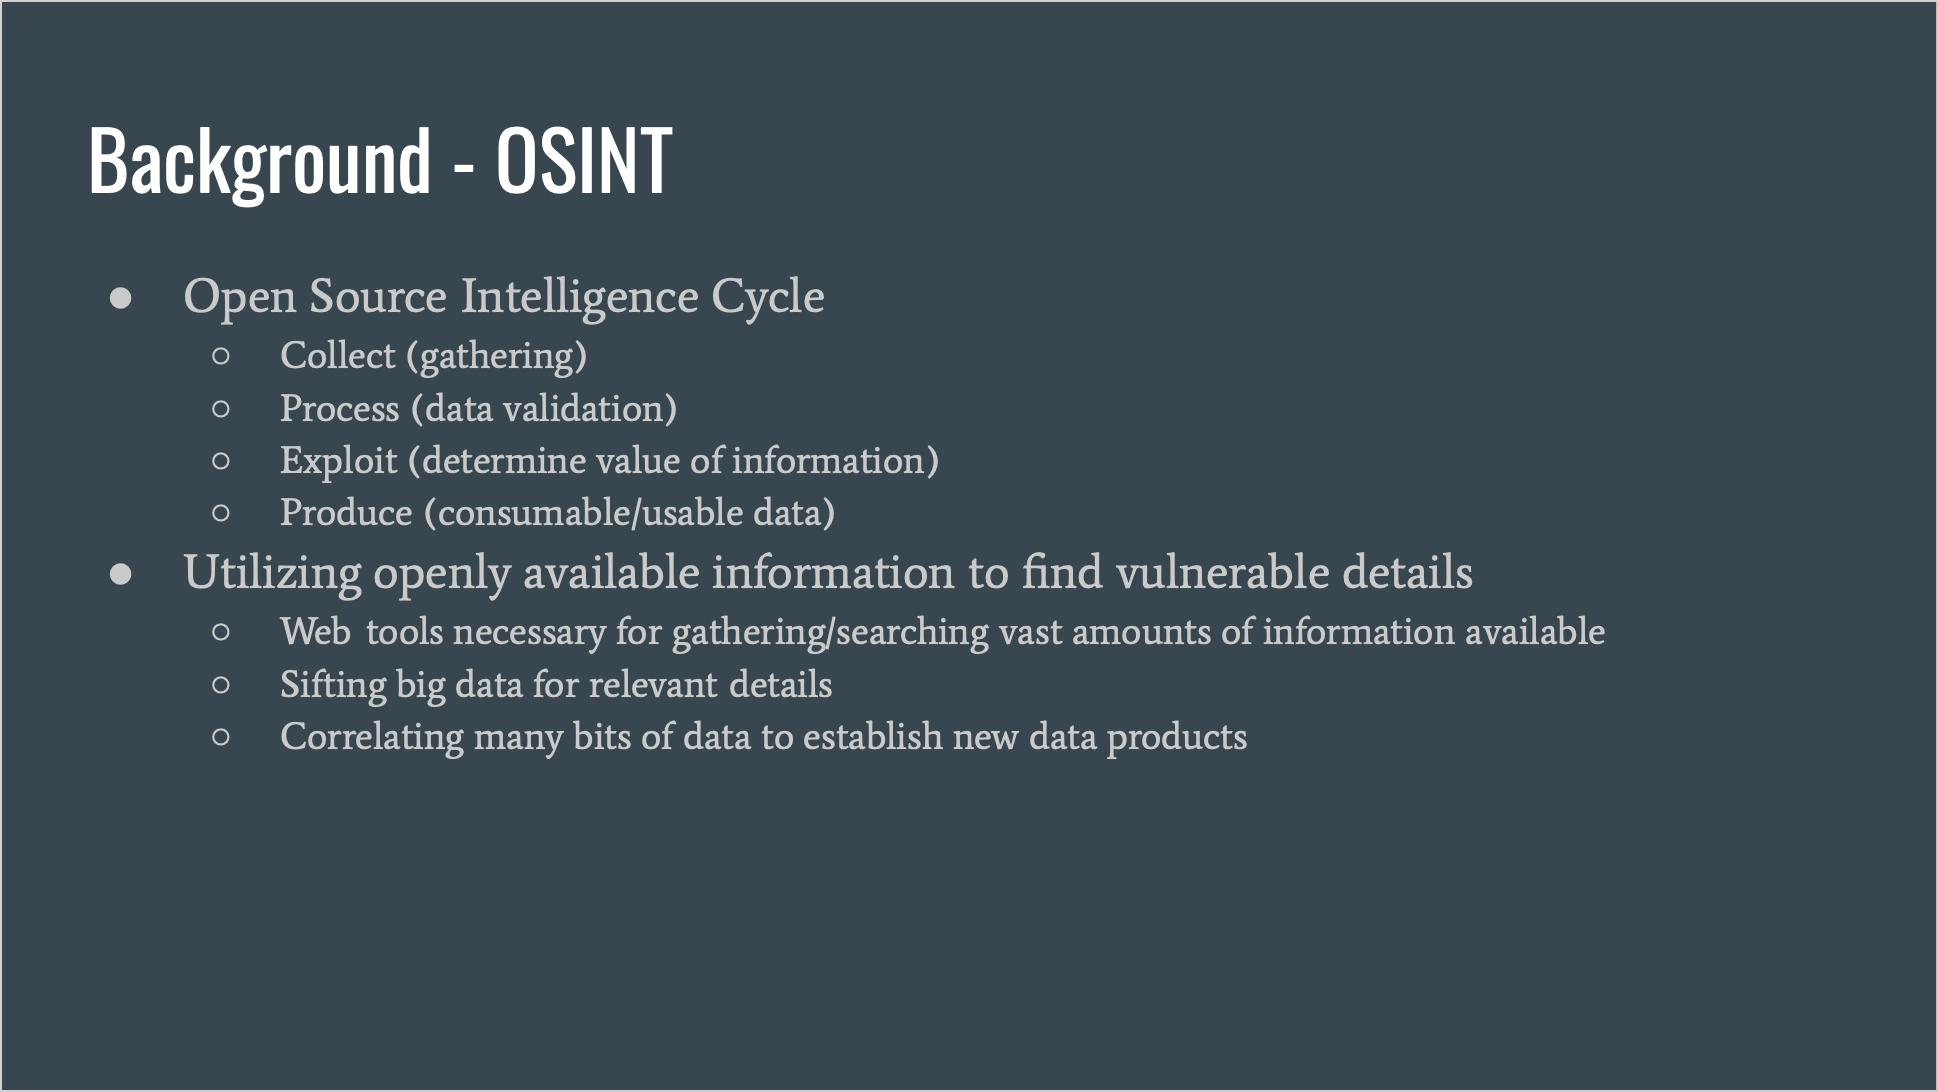 Background - OSINT
● Open Source Intelligence Cycle
○ Collect (gathering)
○ Process (data validation)
○ Exploit (determine value of information)
○ Produce (consumable/usable data)
● Utilizing openly available information to find vulnerable details
○ Web tools necessary for gathering/searching vast amounts of information available
○ Sifting big data for relevant details
○ Correlating many bits of data to establish new data products